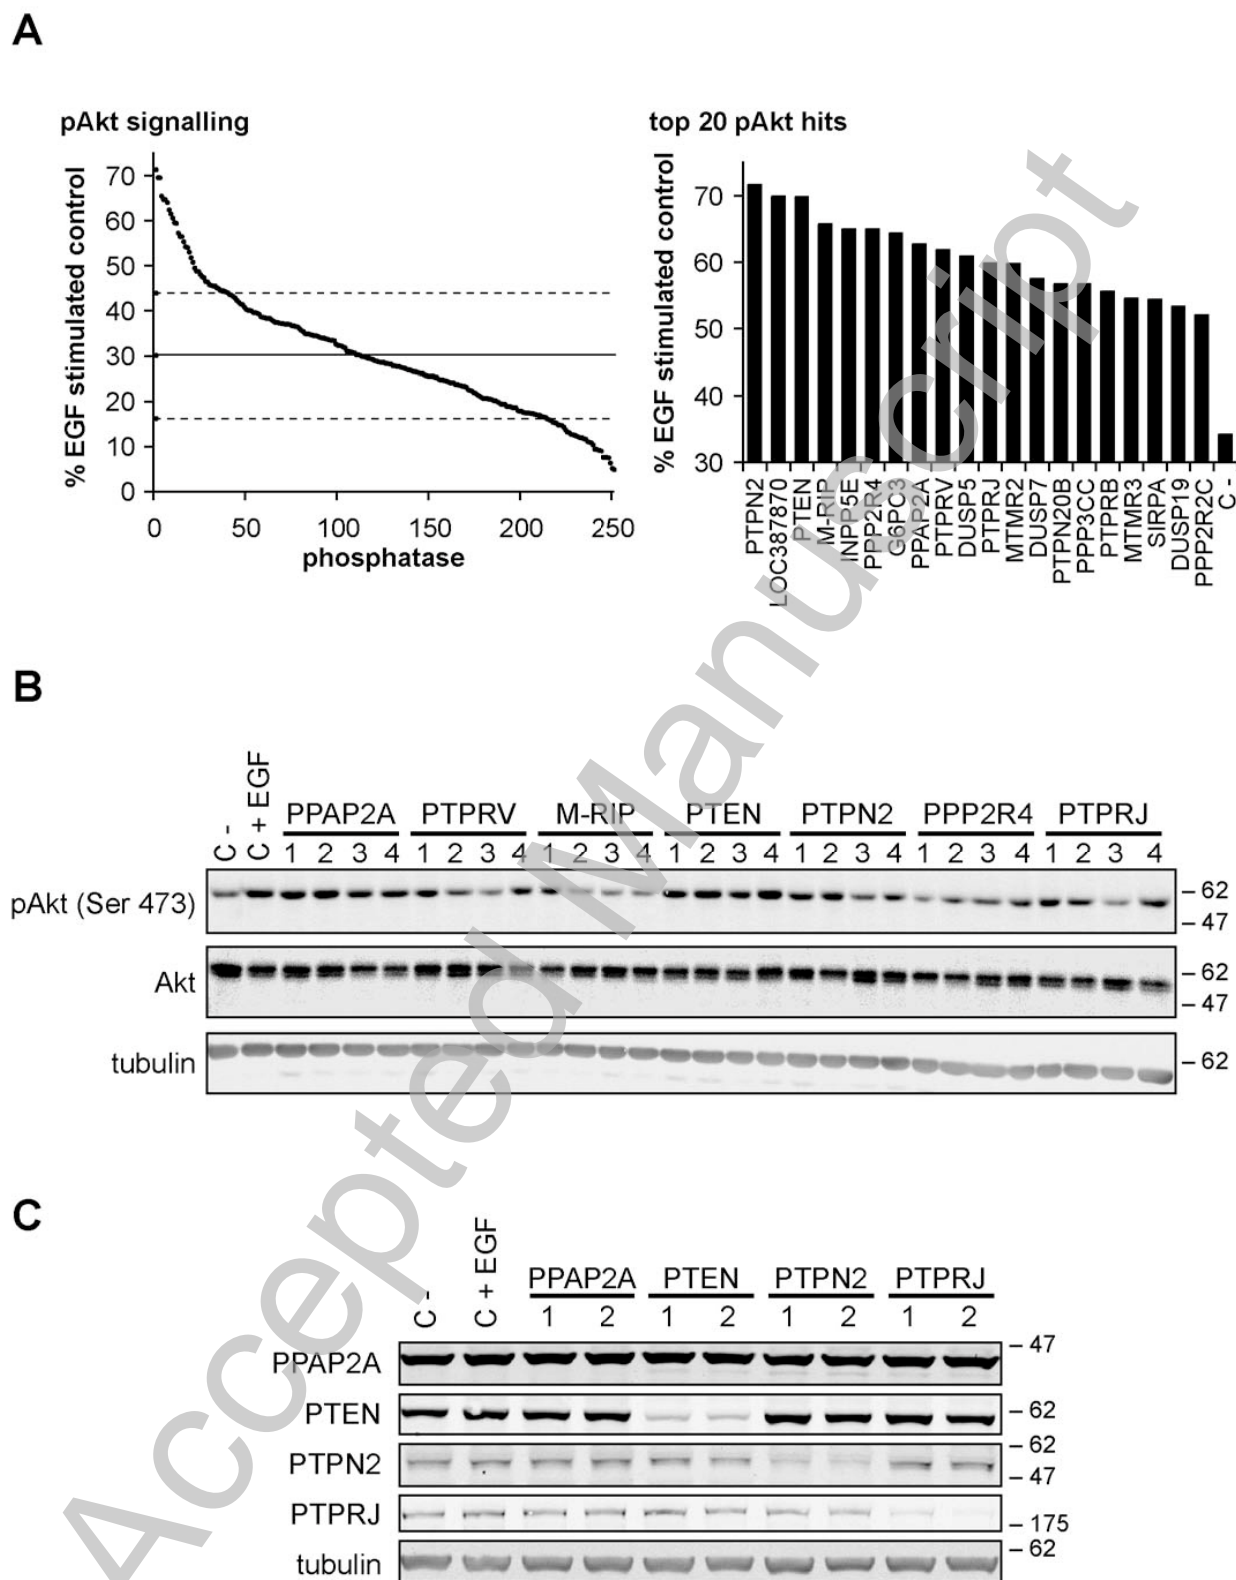 A
pAkt signalling
% EGF stimulated control
70
60
50
40
30
20
10
0
0 50 100 150 200 250
phosphatase
top 20 pAkt hits
% EGF stimulated control
70
60
50
40
30
PTPN2
LOC387870
PTEN
M-RIP
INPP5E
PPP2R4
G6PC3
PPAP2A
PTPRV
DUSP5
PTPRJ
MTMR2
DUSP7
PTPN20B
PPP3CC
PTPRB
MTMR3
SIRPA
DUSP19
PPP2R2C
C -
B
C -
C + EGF
PPAP2A PTPRV M-RIP PTEN PTPN2 PPP2R4 PTPRJ
1 2 3 4 1 2 3 4 1 2 3 4 1 2 3 4 1 2 3 4 1 2 3 4 1 2 3 4
pAkt (Ser 473)
– 62
– 47
Akt
– 62
– 47
tubulin
– 62
C
C -
C + EGF
PPAP2A PTEN PTPN2 PTPRJ
1 2 1 2 1 2 1 2
PPAP2A
– 47
PTEN
– 62
PTPN2
– 62
– 47
PTPRJ
– 175
tubulin
– 62
Accepted Manuscript